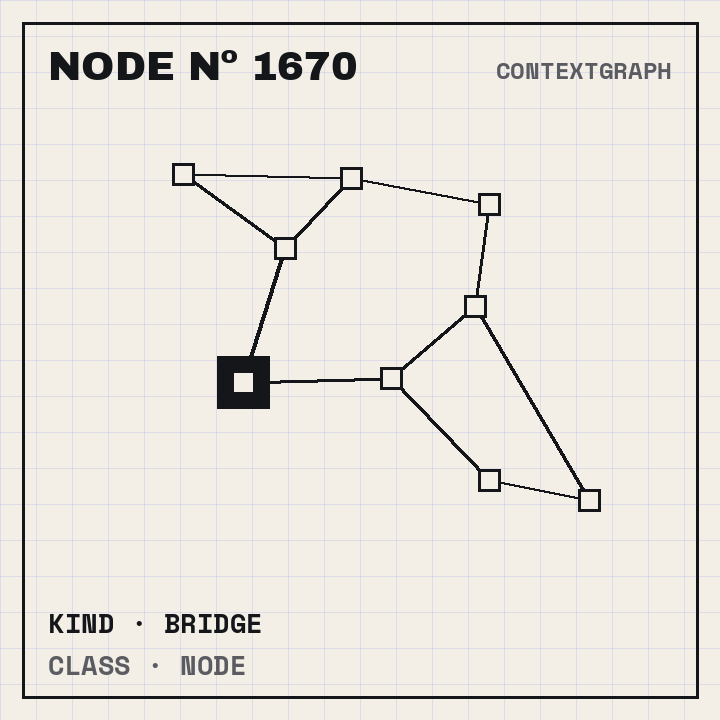 NODE Nº 1670
CONTEXTGRAPH
KIND · BRIDGE
CLASS · NODE